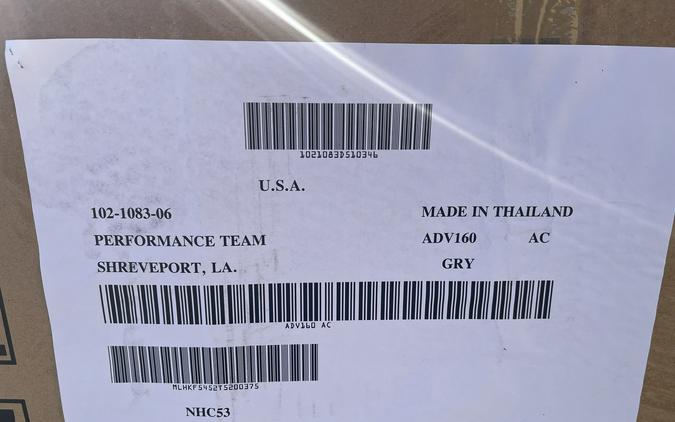 1021083D510346
U.S.A.
102-1083-06 MADE IN THAILAND
PERFORMANCE TEAM ADV160 AC
SHREVEPORT, LA. GRY
ADV160 AC
MLHKF5452T5200375
NHC53